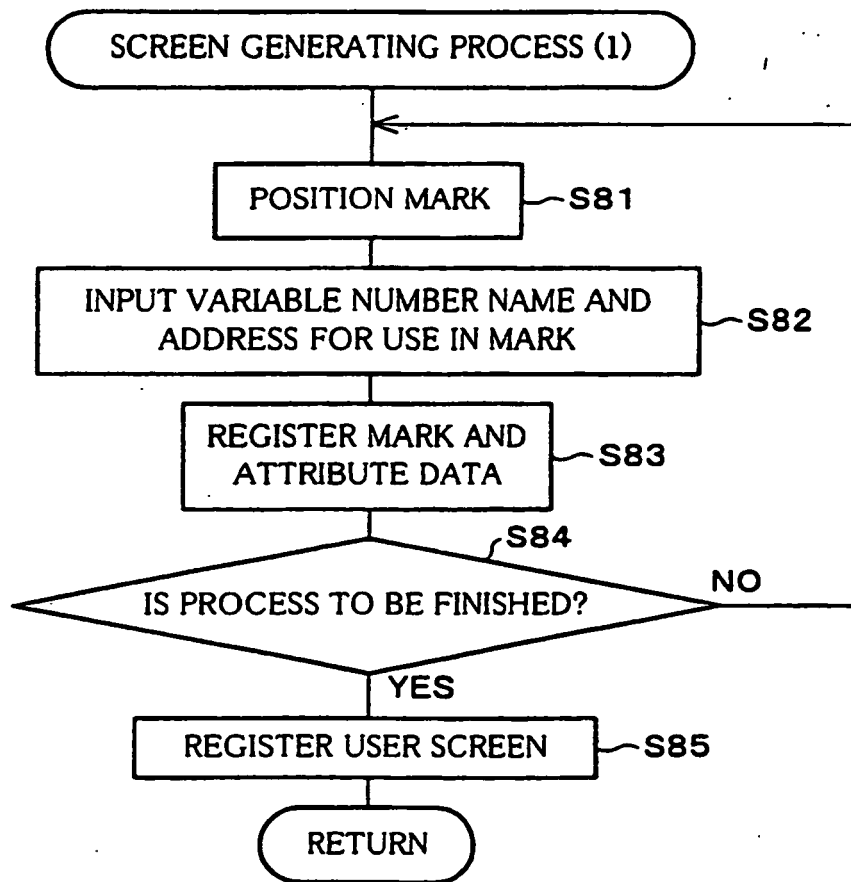 SCREEN GENERATING PROCESS (1)
POSITION MARK
S81
INPUT VARIABLE NUMBER NAME AND
ADDRESS FOR USE IN MARK
S82
REGISTER MARK AND
ATTRIBUTE DATA
S83
S84
IS PROCESS TO BE FINISHED?
NO
YES
REGISTER USER SCREEN
S85
RETURN